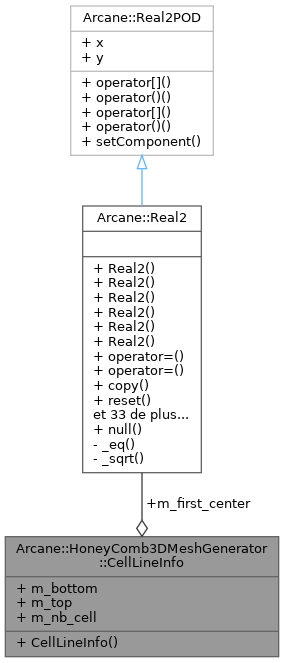 Arcane::Real2POD
+ x
+ y
+ operator[]()
+ operator()()
+ operator[]()
+ operator()()
+ setComponent()
Arcane::Real2
+ Real2()
+ Real2()
+ Real2()
+ Real2()
+ Real2()
+ Real2()
+ operator=()
+ operator=()
+ copy()
+ reset()
et 33 de plus...
+ null()
- _eq()
- _sqrt()
+m_first_center
Arcane::HoneyComb3DMeshGenerator
::CellLineInfo
+ m_bottom
+ m_top
+ m_nb_cell
+ CellLineInfo()